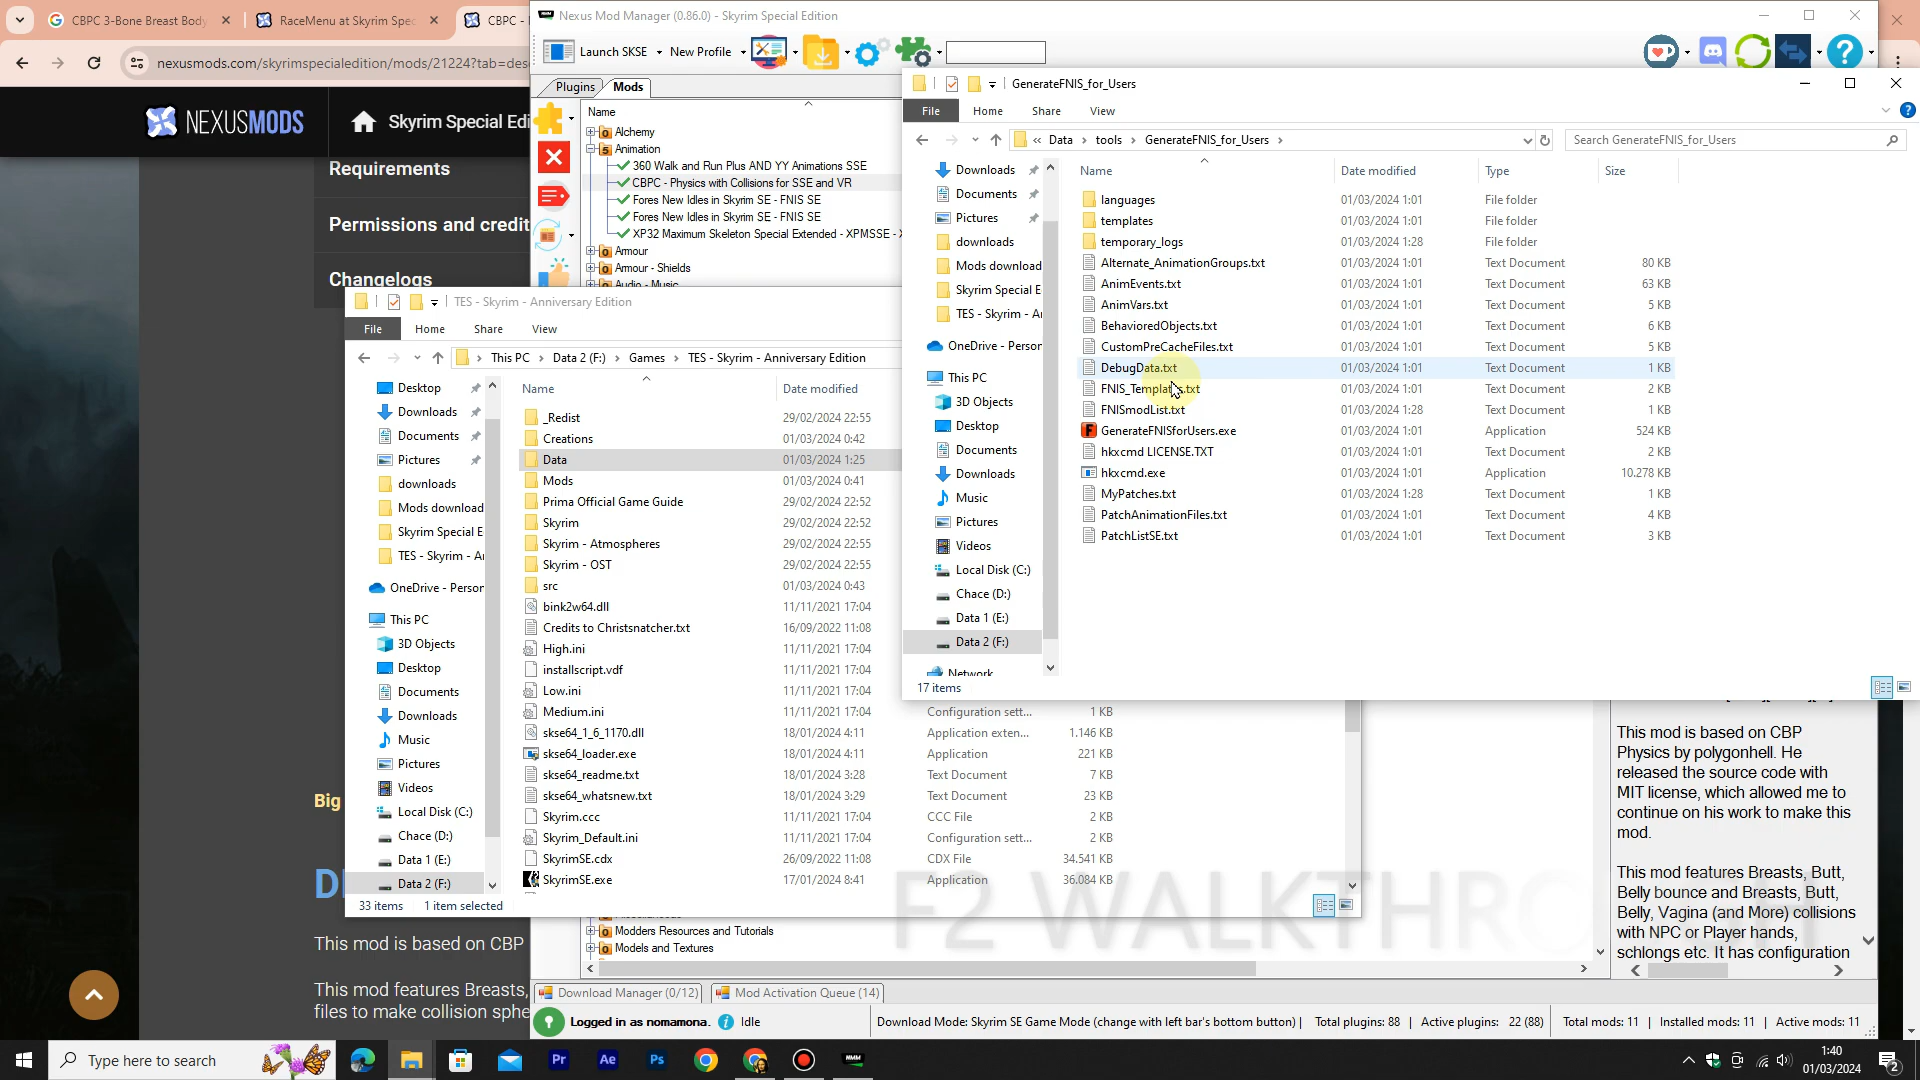 CBPC 3-Bone Breast Body
RaceMenu at Skyrim Spec
CBPC -
nexusmods.com/skyrimspecialedition/mods/21224?tab=des
NEXUSMODS
Skyrim Special Edi
Requirements
Permissions and credit
Changelogs
Big
This mod is based on CBP
This mod features Breasts,
files to make collision sphe
Nexus Mod Manager (0.86.0) - Skyrim Special Edition
Launch SKSE
New Profile
Plugins
Mods
Name
Alchemy
Animation
360 Walk and Run Plus AND YY Animations SSE
CBPC - Physics with Collisions for SSE and VR
Fores New Idles in Skyrim SE - FNIS SE
Fores New Idles in Skyrim SE - FNIS SE
XP32 Maximum Skeleton Special Extended - XPMSSE -
Armour
Armour - Shields
Audio - Music
TES - Skyrim - Anniversary Edition
File
Home
Share
View
This PC > Data 2 (F:) > Games > TES - Skyrim - Anniversary Edition
Desktop
Downloads
Documents
Pictures
downloads
Mods download
Skyrim Special E
TES - Skyrim - A
OneDrive - Person
This PC
3D Objects
Desktop
Documents
Downloads
Music
Pictures
Videos
Local Disk (C:)
Chace (D:)
Data 1 (E:)
Data 2 (F:)
Name Date modified
_Redist 29/02/2024 22:55
Creations 01/03/2024 0:42
Data 01/03/2024 1:25
Mods 01/03/2024 0:41
Prima Official Game Guide 29/02/2024 22:52
Skyrim 29/02/2024 22:52
Skyrim - Atmospheres 29/02/2024 22:55
Skyrim - OST 29/02/2024 22:55
src 01/03/2024 0:43
bink2w64.dll 11/11/2021 17:04
Credits to Christsnatcher.txt 16/09/2022 11:08
High.ini 11/11/2021 17:04
installscript.vdf 11/11/2021 17:04
Low.ini 11/11/2021 17:04
Medium.ini 11/11/2021 17:04 Configuration sett... 1 KB
skse64_1_6_1170.dll 18/01/2024 4:11 Application exten... 1.146 KB
skse64_loader.exe 18/01/2024 4:11 Application 221 KB
skse64_readme.txt 18/01/2024 3:28 Text Document 7 KB
skse64_whatsnew.txt 18/01/2024 3:29 Text Document 23 KB
Skyrim.ccc 11/11/2021 17:04 CCC File 2 KB
Skyrim_Default.ini 11/11/2021 17:04 Configuration sett... 2 KB
SkyrimSE.cdx 26/09/2022 11:08 CDX File 34.541 KB
SkyrimSE.exe 17/01/2024 8:41 Application 36.084 KB
33 items 1 item selected
GenerateFNIS_for_Users
File
Home
Share
View
« Data > tools > GenerateFNIS_for_Users >
Search GenerateFNIS_for_Users
Downloads
Documents
Pictures
downloads
Mods download
Skyrim Special E
TES - Skyrim - A
OneDrive - Person
This PC
3D Objects
Desktop
Documents
Downloads
Music
Pictures
Videos
Local Disk (C:)
Chace (D:)
Data 1 (E:)
Data 2 (F:)
Network
Name Date modified Type Size
languages 01/03/2024 1:01 File folder
templates 01/03/2024 1:01 File folder
temporary_logs 01/03/2024 1:28 File folder
Alternate_AnimationGroups.txt 01/03/2024 1:01 Text Document 80 KB
AnimEvents.txt 01/03/2024 1:01 Text Document 63 KB
AnimVars.txt 01/03/2024 1:01 Text Document 5 KB
BehavioredObjects.txt 01/03/2024 1:01 Text Document 6 KB
CustomPreCacheFiles.txt 01/03/2024 1:01 Text Document 5 KB
DebugData.txt 01/03/2024 1:01 Text Document 1 KB
FNIS_Templates.txt 01/03/2024 1:01 Text Document 2 KB
FNISmodList.txt 01/03/2024 1:28 Text Document 1 KB
GenerateFNISforUsers.exe 01/03/2024 1:01 Application 524 KB
hkxcmd LICENSE.TXT 01/03/2024 1:01 Text Document 2 KB
hkxcmd.exe 01/03/2024 1:01 Application 10.278 KB
MyPatches.txt 01/03/2024 1:28 Text Document 1 KB
PatchAnimationFiles.txt 01/03/2024 1:01 Text Document 4 KB
PatchListSE.txt 01/03/2024 1:01 Text Document 3 KB
17 items
This mod is based on CBP
Physics by polygonhell. He
released the source code with
MIT license, which allowed me to
continue on his work to make this
mod.
This mod features Breasts, Butt,
Belly bounce and Breasts, Butt,
Belly, Vagina (and More) collisions
with NPC or Player hands,
schlongs etc. It has configuration
F2 WALKTHR
Modders Resources and Tutorials
Models and Textures
Download Manager (0/12)
Mod Activation Queue (14)
Logged in as nomamona.
Idle
Download Mode: Skyrim SE Game Mode (change with left bar's bottom button) | Total plugins: 88 | Active plugins: 22 (88) | Total mods: 11 | Installed mods: 11 | Active mods: 11
Type here to search
Pr
Ae
Ps
NMM
1:40
01/03/2024
2